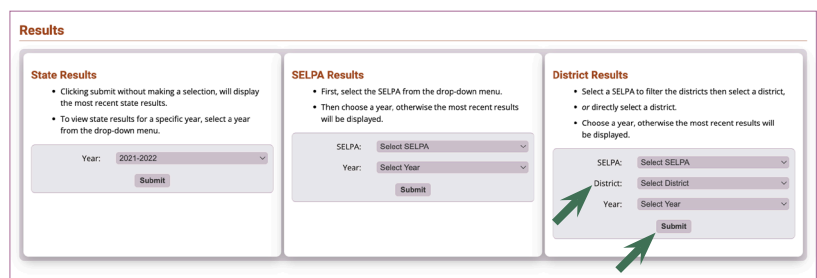 Results
State Results
• Clicking submit without making a selection, will display
the most recent state results.
• To view state results for a specific year, select a year
from the drop-down menu.
Year: 2021-2022
Submit
SELPA Results
• First, select the SELPA from the drop-down menu.
• Then choose a year, otherwise the most recent results
will be displayed.
SELPA: Select SELPA
Year: Select Year
Submit
District Results
• Select a SELPA to filter the districts then select a district,
• or directly select a district.
• Choose a year, otherwise the most recent results will
be displayed.
SELPA: Select SELPA
District: Select District
Year: Select Year
Submit